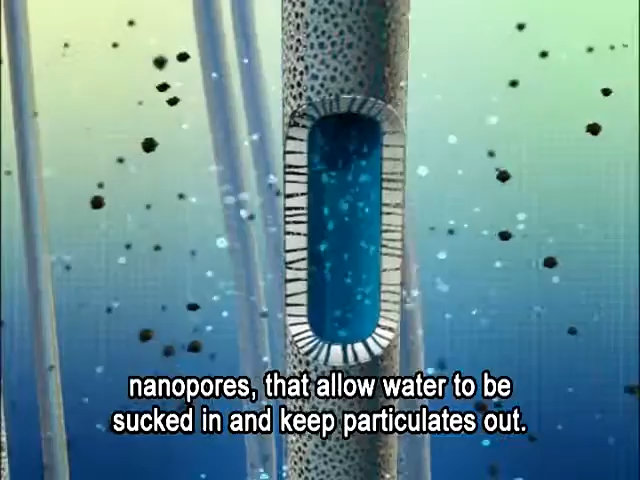 nanopores, that allow water to be
sucked in and keep particulates out.